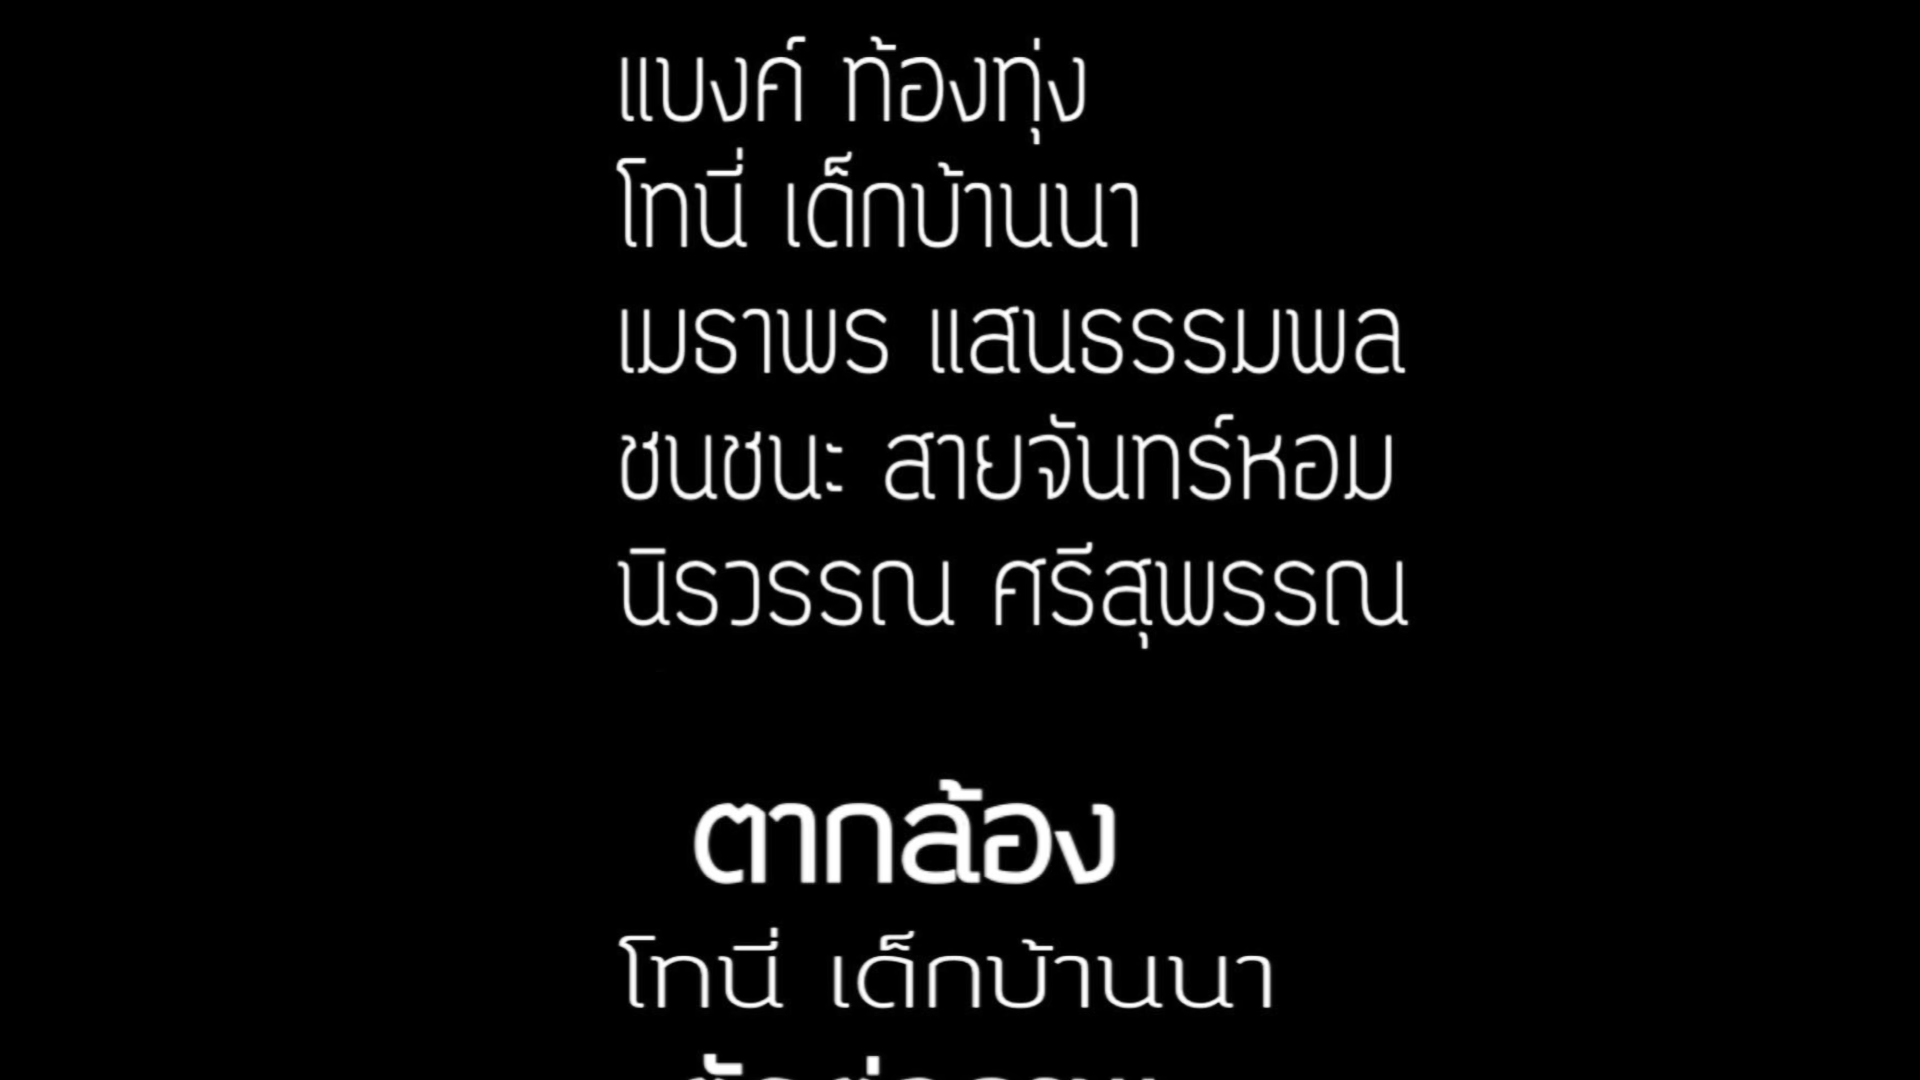 แบงค์ ท้องทุ่ง
โทนี่ เด็กบ้านนา
เมธาพร แสนธรรมพล
ชนชนะ สายจันทร์หอม
นิรวรรณ ศรีสุพรรณ
ตากล้อง
โทนี่ เด็กบ้านนา